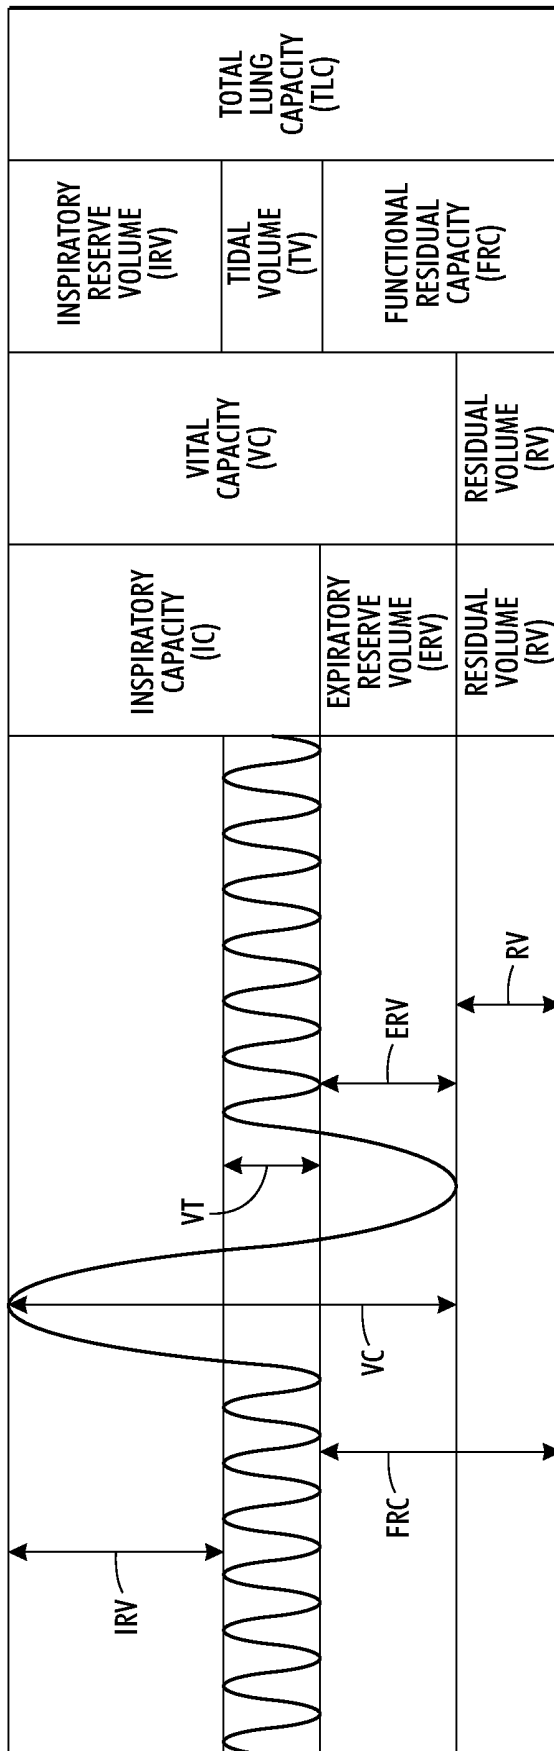 INSPIRATORY
CAPACITY
(IC)
EXPIRATORY
RESERVE
VOLUME
(ERV)
RESIDUAL
VOLUME
(RV)
VITAL
CAPACITY
(VC)
RESIDUAL
VOLUME
(RV)
INSPIRATORY
RESERVE
VOLUME
(IRV)
TIDAL
VOLUME
(TV)
FUNCTIONAL
RESIDUAL
CAPACITY
(FRC)
TOTAL
LUNG
CAPACITY
(TLC)
IRV
FRC
VC
VT
ERV
RV